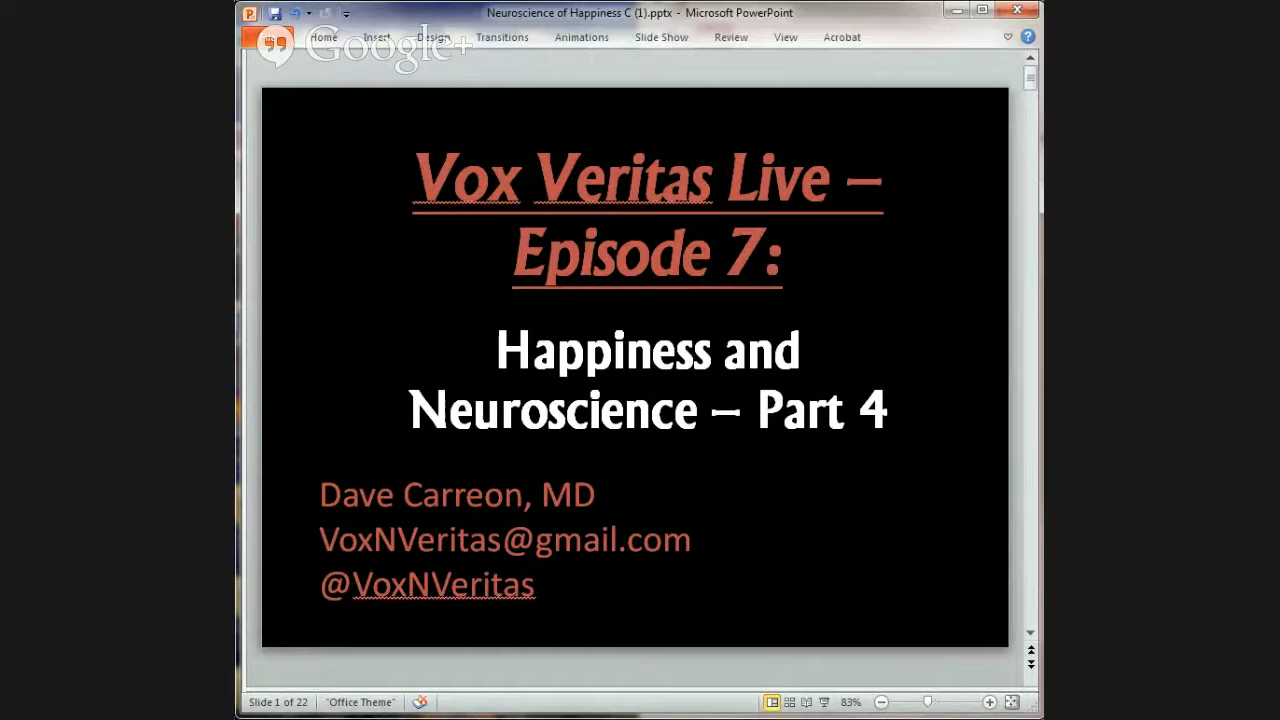 Neuroscience of Happiness C (1).pptx - Microsoft PowerPoint
Home Insert Design Transitions Animations Slide Show Review View Acrobat
Google+
Vox Veritas Live –
Episode 7:
Happiness and
Neuroscience – Part 4
Dave Carreon, MD
VoxNVeritas@gmail.com
@VoxNVeritas
Slide 1 of 22 "Office Theme" 83%